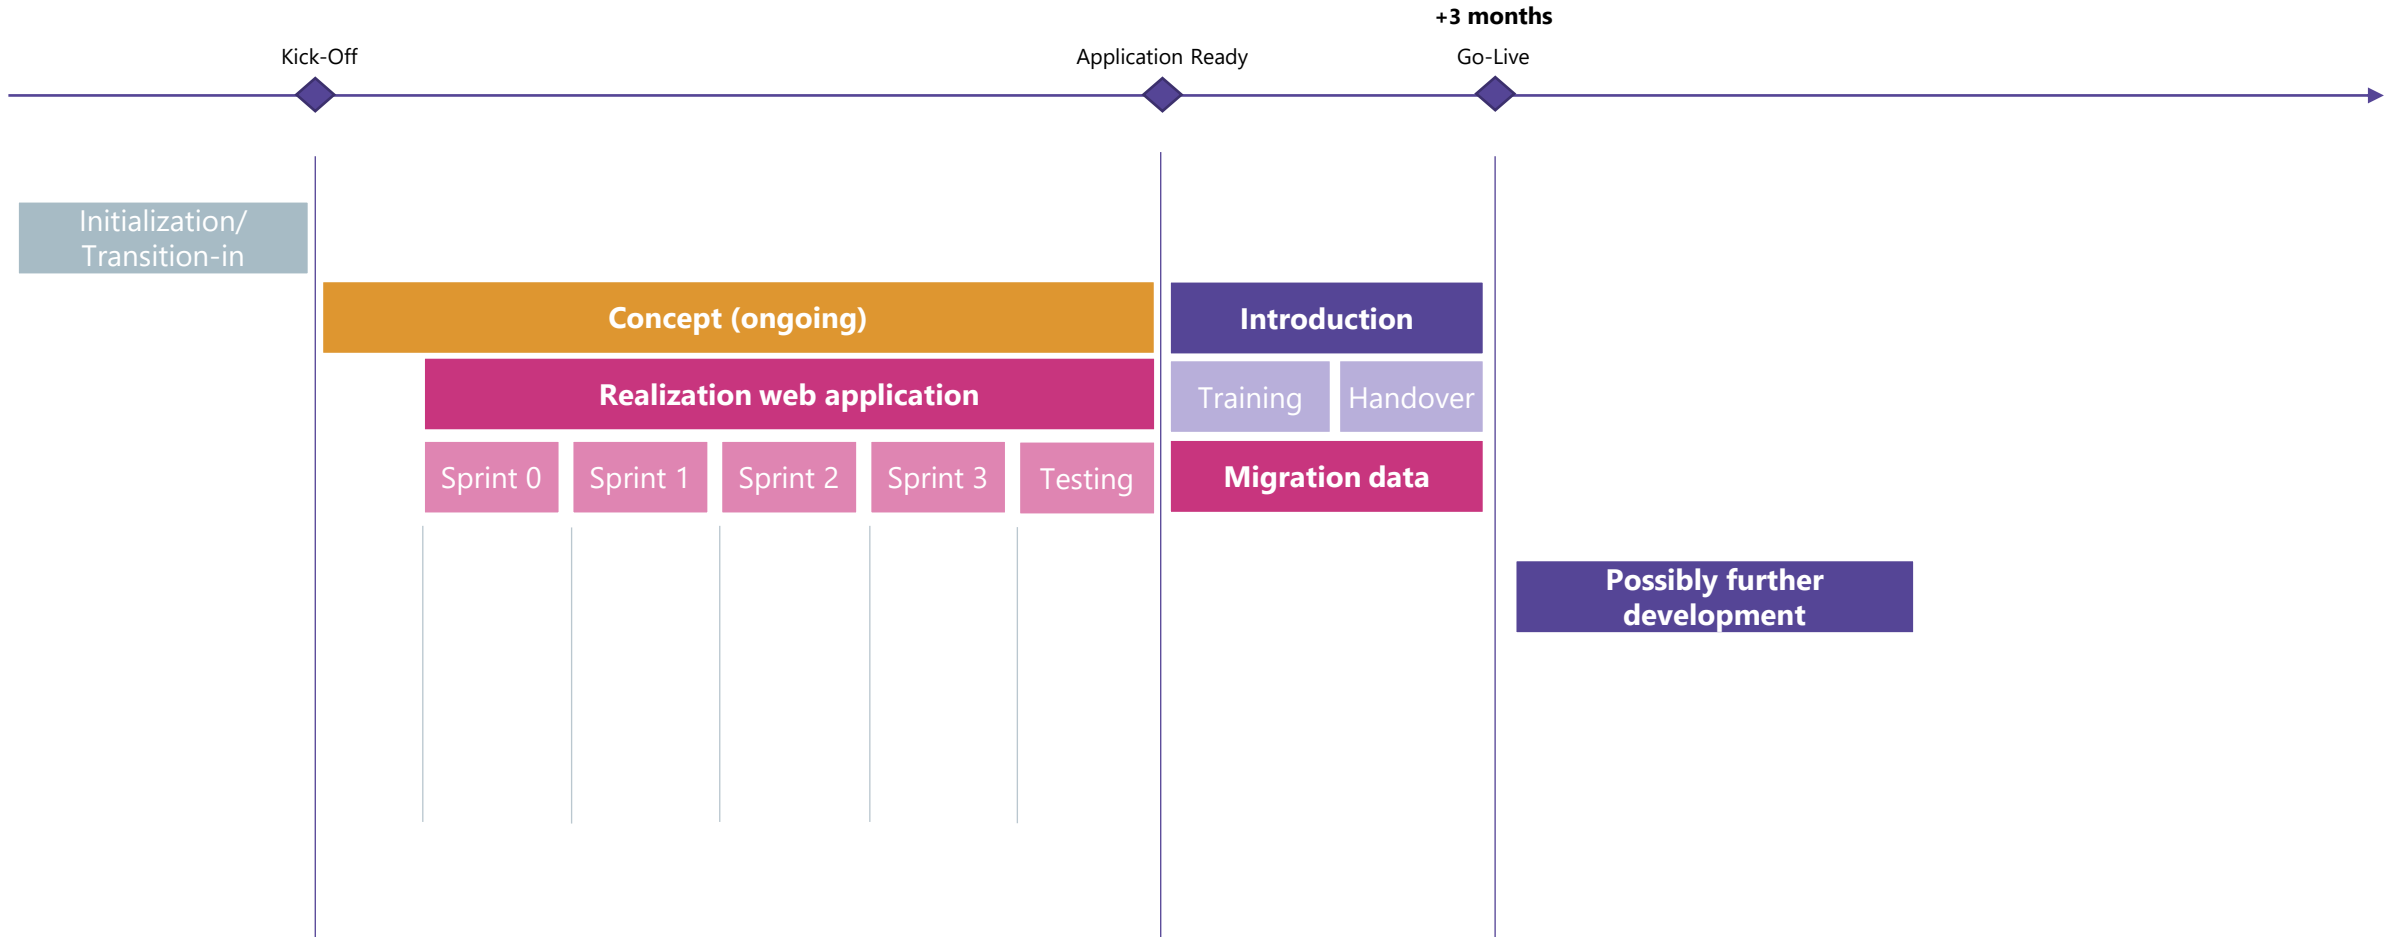 +3 months
Kick-Off
Application Ready
Go-Live
Initialization/
Transition-in
Concept (ongoing)
Introduction
Realization web application
Training
Handover
Sprint 0
Sprint 1
Sprint 2
Sprint 3
Testing
Migration data
Possibly further
development